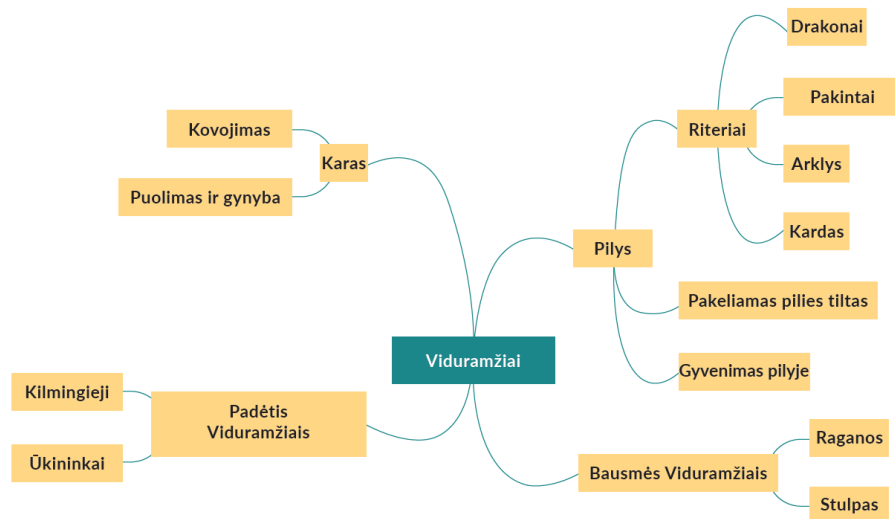 Viduramžiai
Karas
Kovojimas
Puolimas ir gynyba
Padėtis
Viduramžiais
Kilmingieji
Ūkininkai
Pilys
Riteriai
Drakonai
Pakintai
Arklys
Kardas
Pakeliamas pilies tiltas
Gyvenimas pilyje
Bausmės Viduramžiais
Raganos
Stulpas